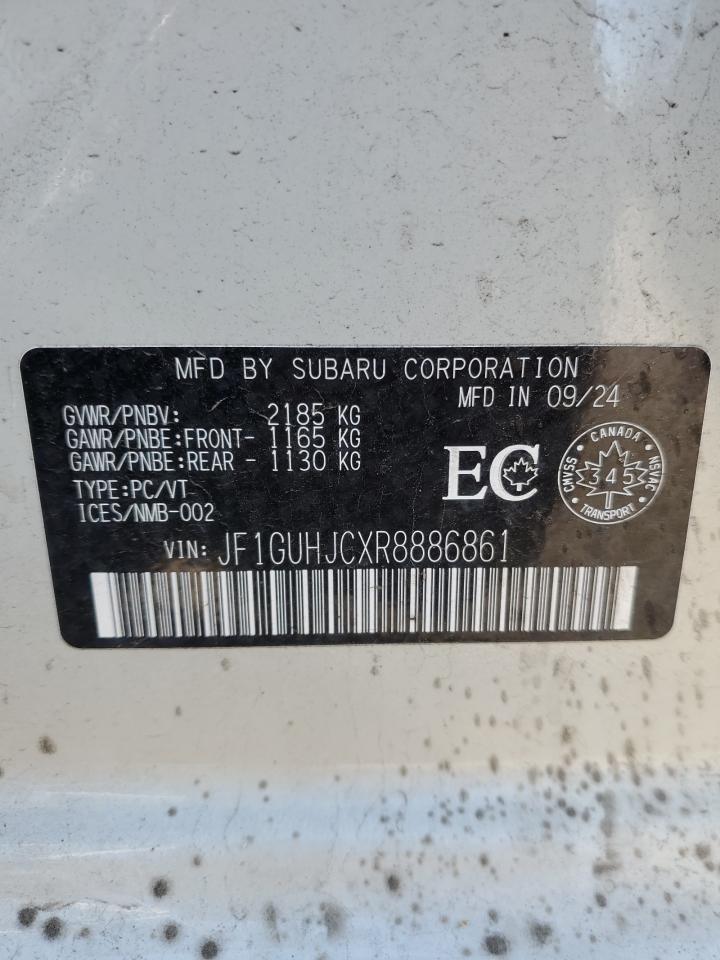 MFD BY SUBARU CORPORATION
MFD IN 09/24
GVWR/PNBV: 2185 KG
GAWR/PNBE:FRONT- 1165 KG
GAWR/PNBE:REAR - 1130 KG
TYPE:PC/VT
ICES/NMB-002
EC
CANADA
CMVSS 345 NSVAC
TRANSPORT
VIN: JF1GUHJCXR8886861